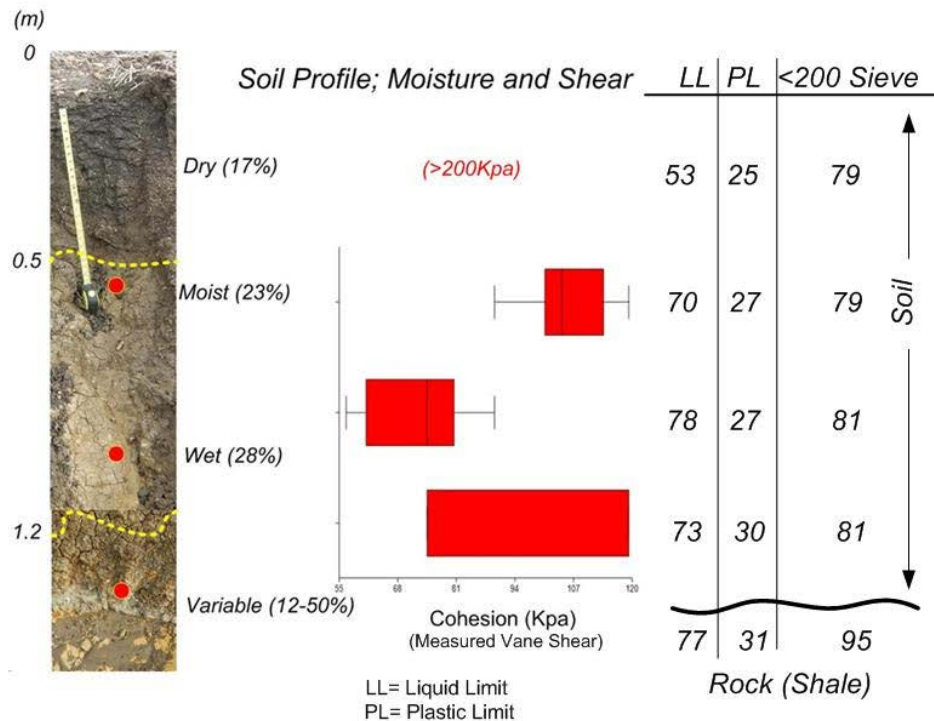 (m)
0
Soil Profile; Moisture and Shear
LL PL <200 Sieve
Dry (17%)
(>200Kpa)
53 25 79
0.5
Moist (23%)
70 27 79
Soil
78 27 81
Wet (28%)
1.2
73 30 81
55 68 81 94 107 120
Variable (12-50%)
Cohesion (Kpa)
(Measured Vane Shear)
77 31 95
Rock (Shale)
LL= Liquid Limit
PL= Plastic Limit